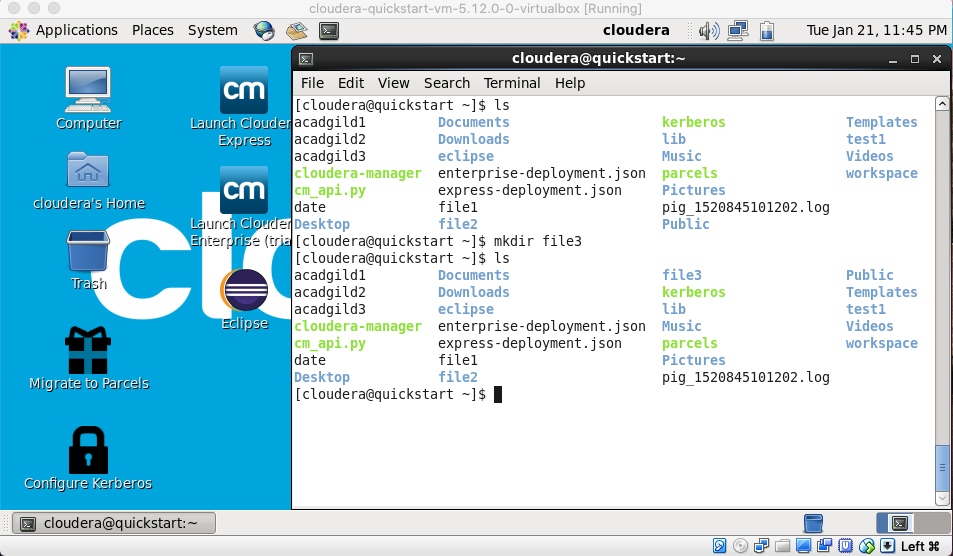 cloudera-quickstart-vm-5.12.0-0-virtualbox [Running]
Applications Places System cloudera Tue Jan 21, 11:45 PM
cloudera@quickstart:~
File Edit View Search Terminal Help
Computer
cloudera's Home
Trash
Migrate to Parcels
Configure Kerberos
cm
Launch Clouder
Express
cm
Launch Clouder
Enterprise (tria
Eclipse
clo
[cloudera@quickstart ~]$ ls
acadgild1 Documents kerberos Templates
acadgild2 Downloads lib test1
acadgild3 eclipse Music Videos
cloudera-manager enterprise-deployment.json parcels workspace
cm_api.py express-deployment.json Pictures
date file1 pig_1520845101202.log
Desktop file2 Public
[cloudera@quickstart ~]$ mkdir file3
[cloudera@quickstart ~]$ ls
acadgild1 Documents file3 Public
acadgild2 Downloads kerberos Templates
acadgild3 eclipse lib test1
cloudera-manager enterprise-deployment.json Music Videos
cm_api.py express-deployment.json parcels workspace
date file1 Pictures
Desktop file2 pig_1520845101202.log
[cloudera@quickstart ~]$
cloudera@quickstart:~
Left ⌘